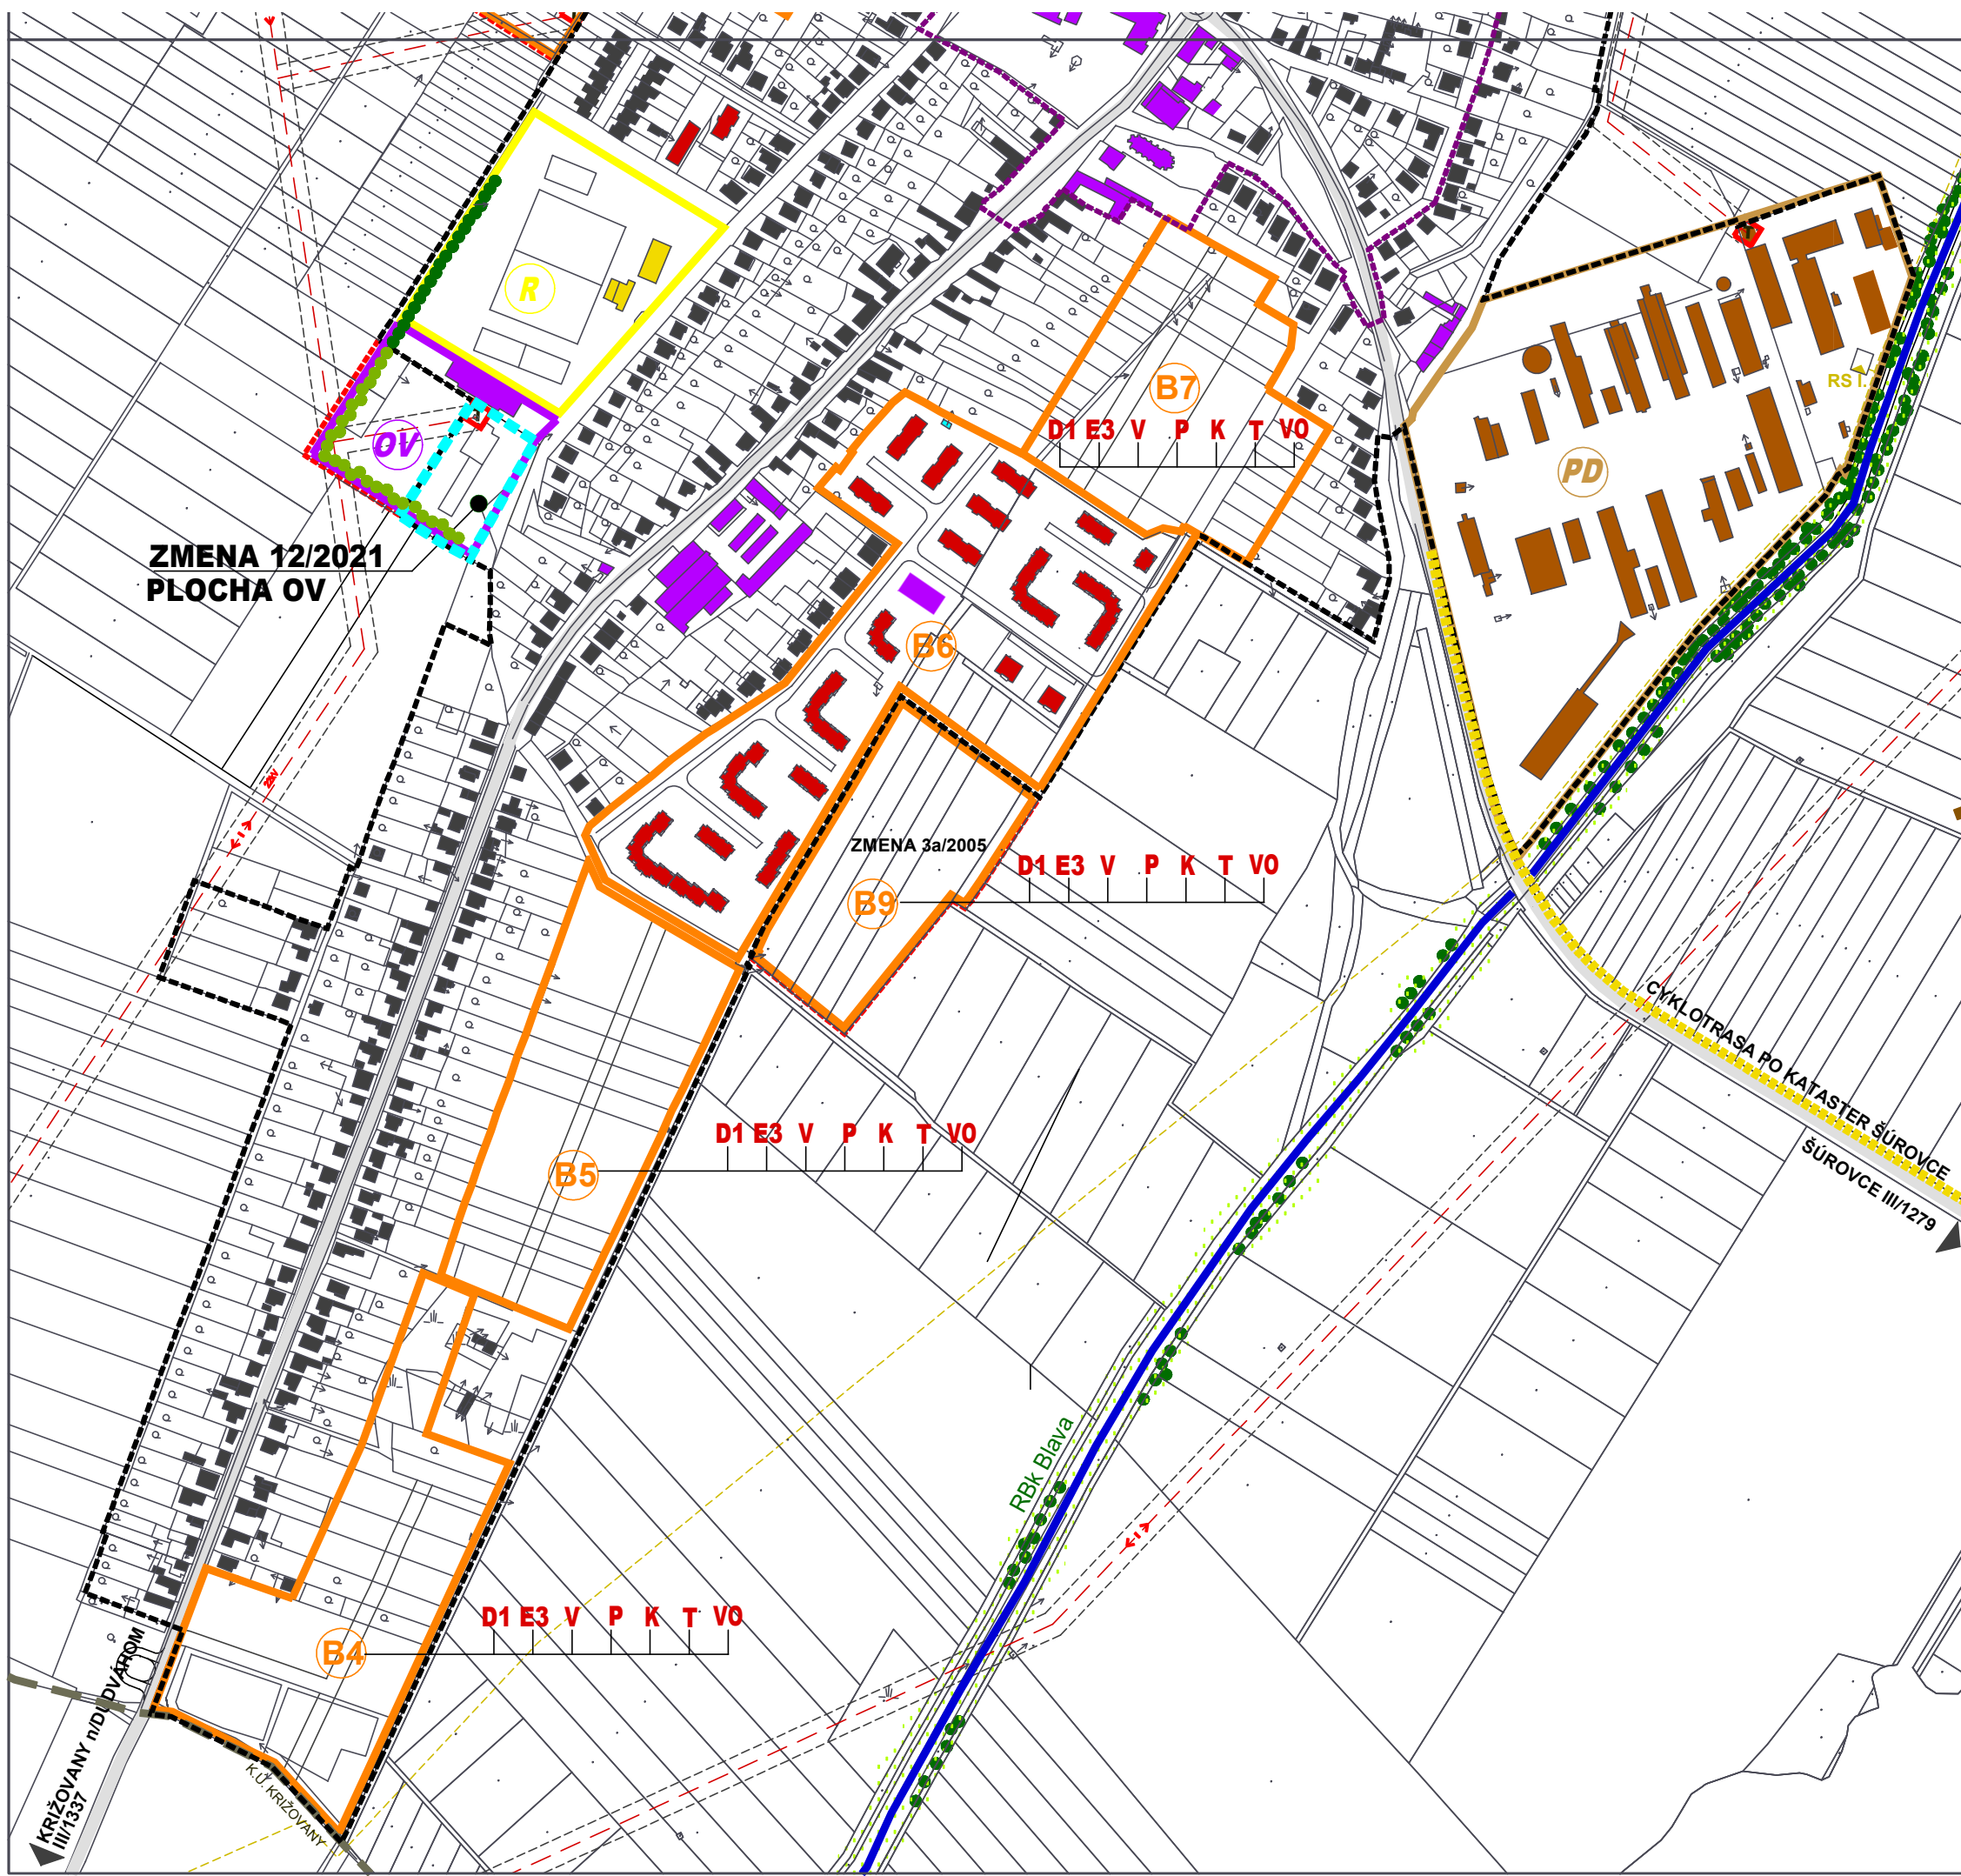 R
OV
ZMENA 12/2021
PLOCHA OV
B7
D1 E3 V P K T VO
RS I.
PD
B6
22kV
ZMENA 3a/2005
B9
D1 E3 V P K T VO
CYKLOTRASA PO KATASTER ŠÚROVCE
ŠÚROVCE III/1279
D1 E3 V P K T VO
B5
RBk Blava
D1 E3 V P K T VO
B4
KRIŽOVANY n/DUDVÁHOM
III/1337
K.Ú. KRIŽOVANY